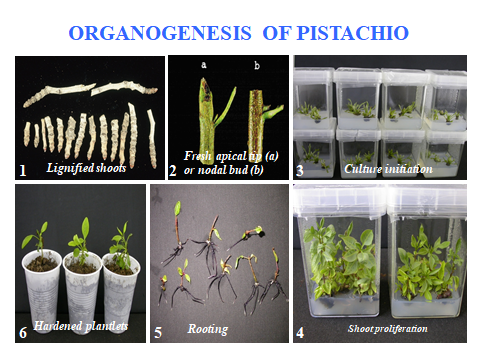 ORGANOGENESIS OF PISTACHIO
1 Lignified shoots
a b
2 Fresh apical tip (a)
or nodal bud (b)
3 Culture initiation
6 Hardened plantlets
5 Rooting
4 Shoot proliferation